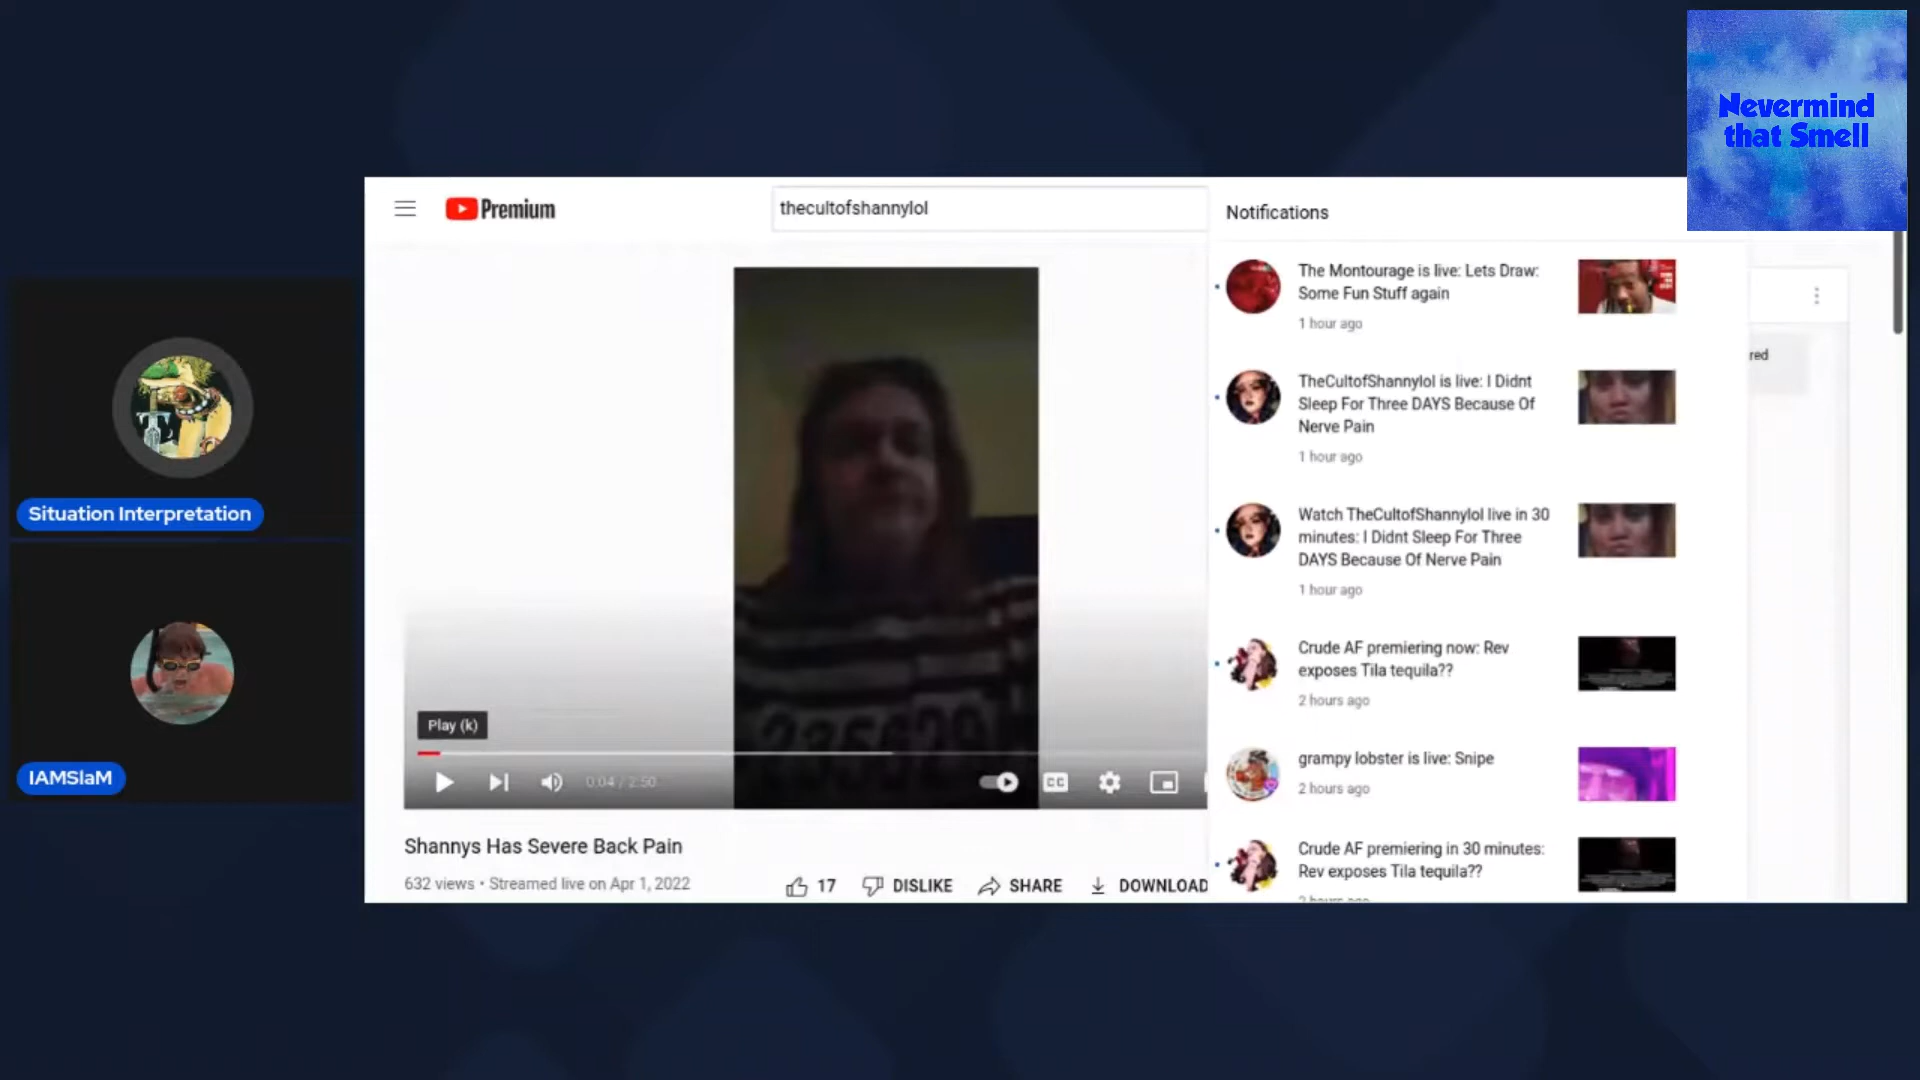 Nevermind
that Smell
Premium
thecultofshannylol
Notifications
The Montourage is live: Lets Draw:
Some Fun Stuff again
1 hour ago
TheCultofShannylol is live: I Didnt
Sleep For Three DAYS Because Of
Nerve Pain
1 hour ago
red
Watch TheCultofShannylol live in 30
minutes: I Didnt Sleep For Three
DAYS Because Of Nerve Pain
1 hour ago
Crude AF premiering now: Rev
exposes Tila tequila??
2 hours ago
grampy lobster is live: Snipe
2 hours ago
Crude AF premiering in 30 minutes:
Rev exposes Tila tequila??
2 hours ago
Situation Interpretation
IAMSlaM
235629
Play (k)
0:04 / 2:50
CC
Shannys Has Severe Back Pain
632 views • Streamed live on Apr 1, 2022
17
DISLIKE
SHARE
DOWNLOAD